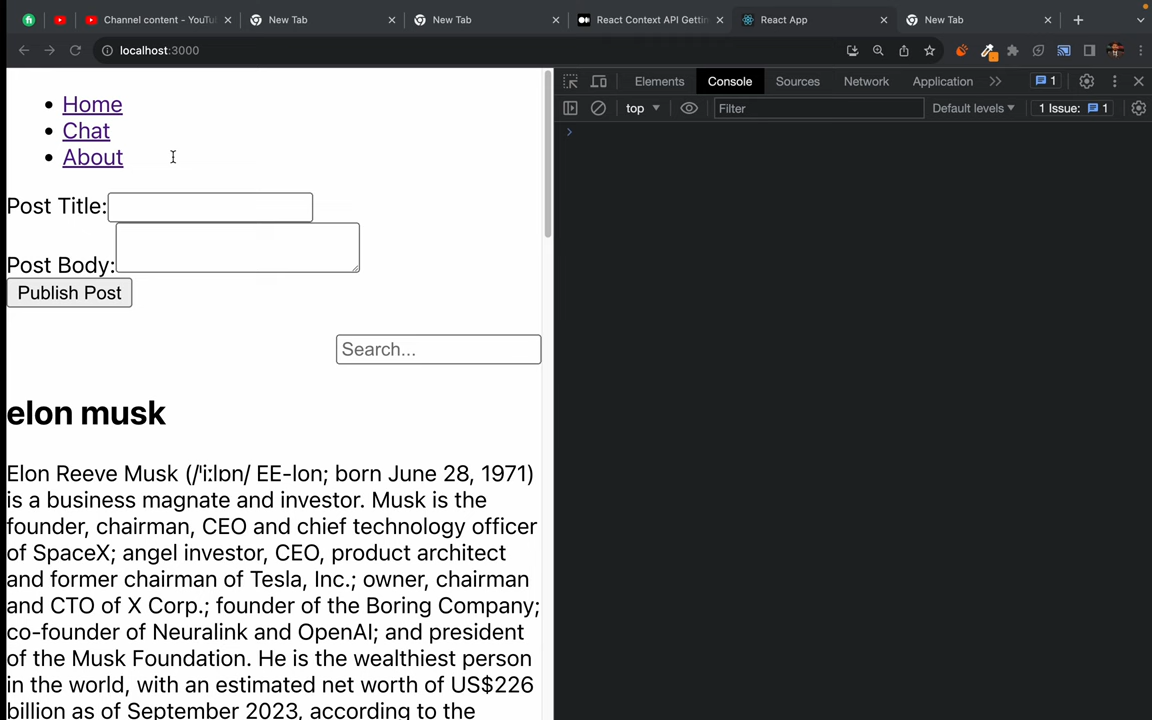 Channel content - YouTu
New Tab
New Tab
React Context API Gettin
React App
New Tab
localhost:3000
Elements
Console
Sources
Network
Application
1
top
Filter
Default levels
1 Issue:
1
Home
Chat
About
Post Title:
Post Body:
Publish Post
Search...
elon musk
Elon Reeve Musk (/ˈiːlɒn/ EE-lon; born June 28, 1971)
is a business magnate and investor. Musk is the
founder, chairman, CEO and chief technology officer
of SpaceX; angel investor, CEO, product architect
and former chairman of Tesla, Inc.; owner, chairman
and CTO of X Corp.; founder of the Boring Company;
co-founder of Neuralink and OpenAI; and president
of the Musk Foundation. He is the wealthiest person
in the world, with an estimated net worth of US$226
billion as of September 2023, according to the